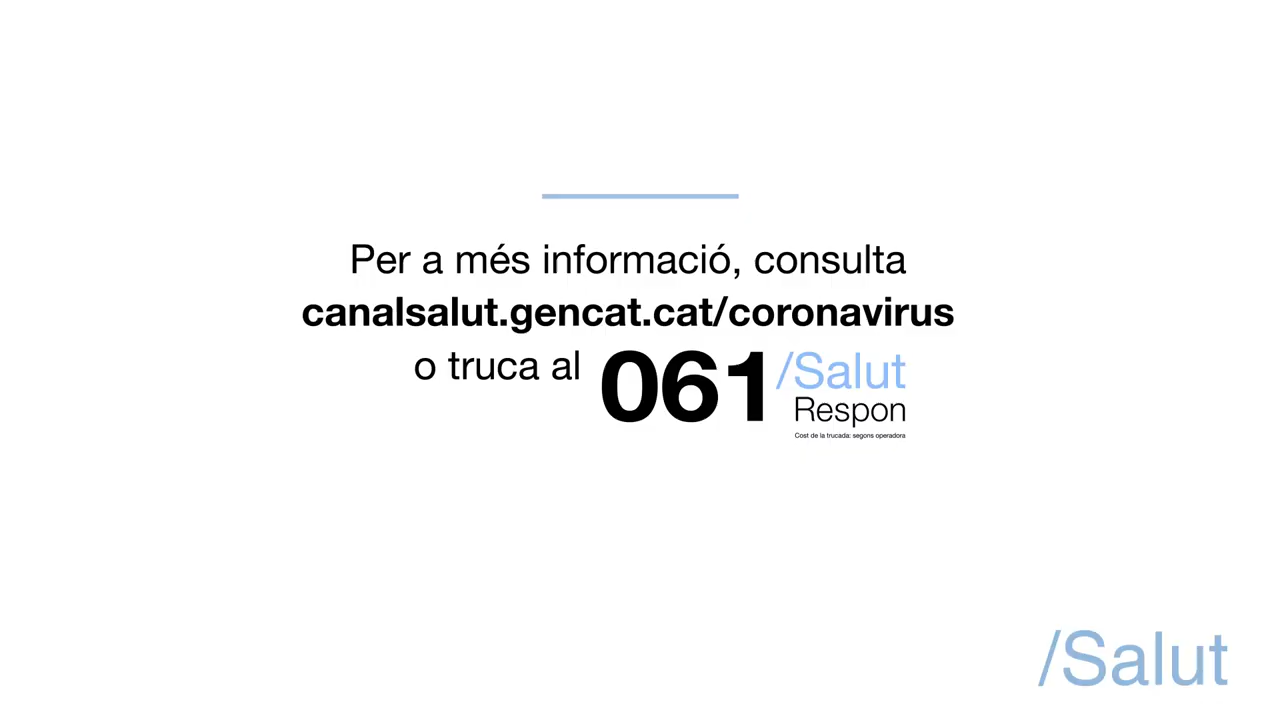 Per a més informació, consulta
canalsalut.gencat.cat/coronavirus
o truca al 061 /Salut
Respon
Cost de la trucada: segons operadora
/Salut